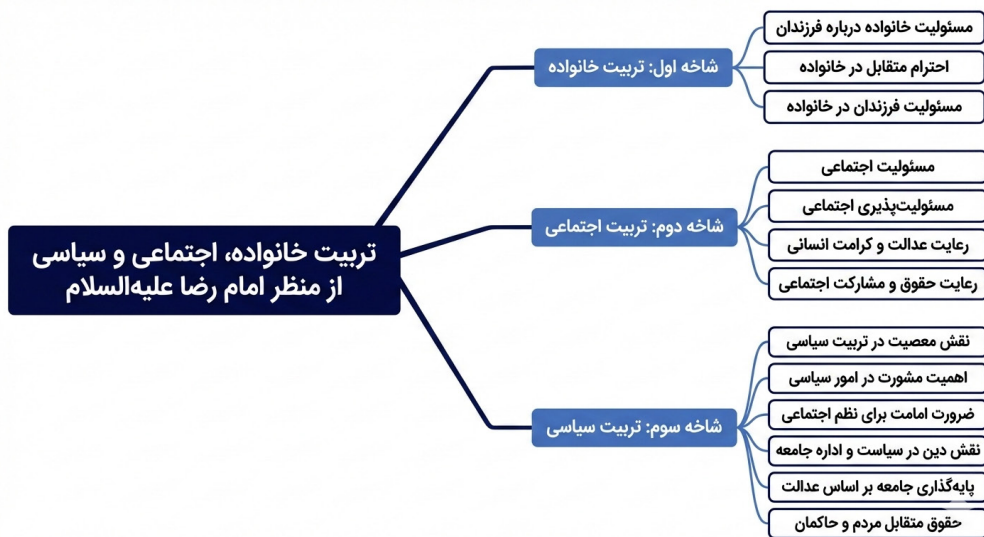 تربیت خانواده، اجتماعی و سیاسی
از منظر امام رضا علیه‌السلام
شاخه اول: تربیت خانواده
مسئولیت خانواده درباره فرزندان
احترام متقابل در خانواده
مسئولیت فرزندان در خانواده
شاخه دوم: تربیت اجتماعی
مسئولیت اجتماعی
مسئولیت‌پذیری اجتماعی
رعایت عدالت و کرامت انسانی
رعایت حقوق و مشارکت اجتماعی
شاخه سوم: تربیت سیاسی
نقش معصیت در تربیت سیاسی
اهمیت مشورت در امور سیاسی
ضرورت امامت برای نظم اجتماعی
نقش دین در سیاست و اداره جامعه
پایه‌گذاری جامعه بر اساس عدالت
حقوق متقابل مردم و حاکمان